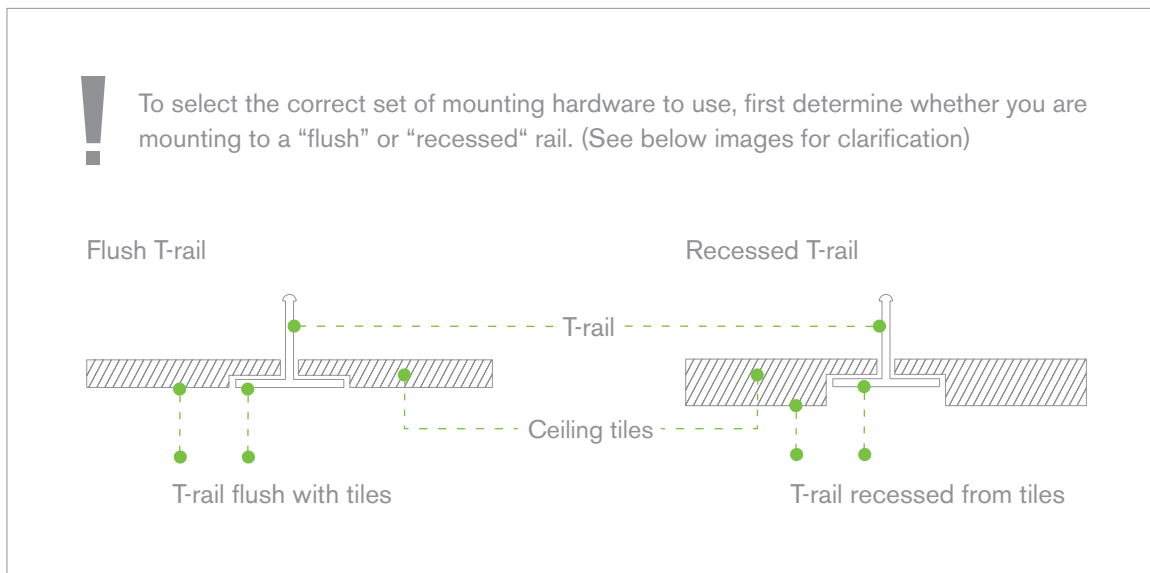 !
To select the correct set of mounting hardware to use, first determine whether you are
mounting to a “flush” or “recessed“ rail. (See below images for clarification)
Flush T-rail
Recessed T-rail
T-rail
Ceiling tiles
T-rail flush with tiles
T-rail recessed from tiles